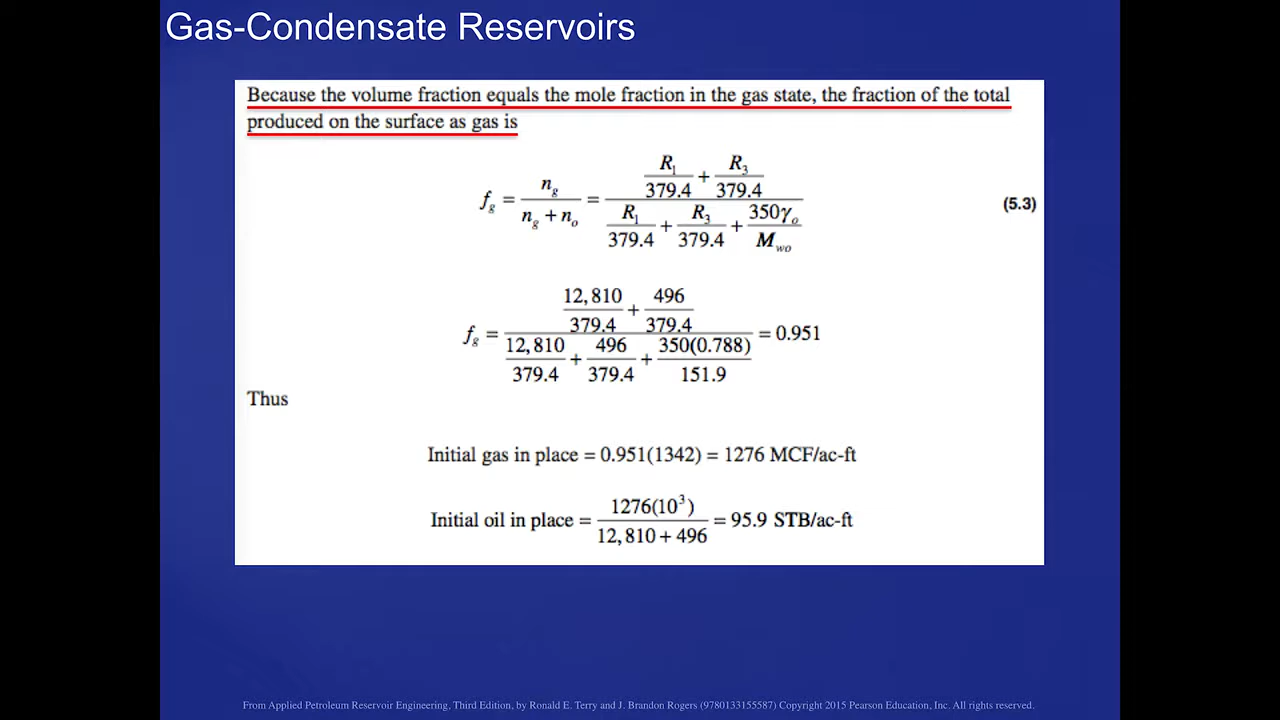 Gas-Condensate Reservoirs
Because the volume fraction equals the mole fraction in the gas state, the fraction of the total
produced on the surface as gas is
f_g = n_g / (n_g + n_o) = (R_1/379.4 + R_3/379.4) / (R_1/379.4 + R_3/379.4 + 350γ_o/M_wo) (5.3)
f_g = (12,810/379.4 + 496/379.4) / (12,810/379.4 + 496/379.4 + 350(0.788)/151.9) = 0.951
Thus
Initial gas in place = 0.951(1342) = 1276 MCF/ac-ft
Initial oil in place = 1276(10³) / (12,810 + 496) = 95.9 STB/ac-ft
From Applied Petroleum Reservoir Engineering, Third Edition, by Ronald E. Terry and J. Brandon Rogers (9780133155587) Copyright 2015 Pearson Education, Inc. All rights reserved.